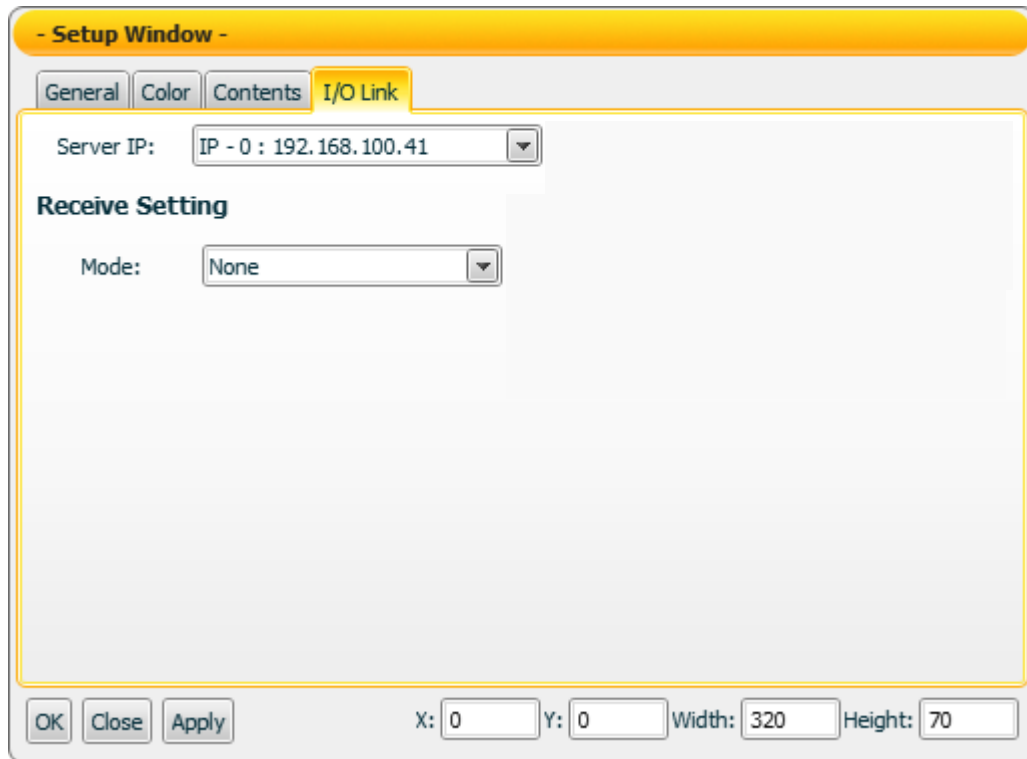 - Setup Window -
General Color Contents I/O Link
Server IP: IP - 0 : 192.168.100.41
Receive Setting
Mode: None
OK Close Apply X: 0 Y: 0 Width: 320 Height: 70